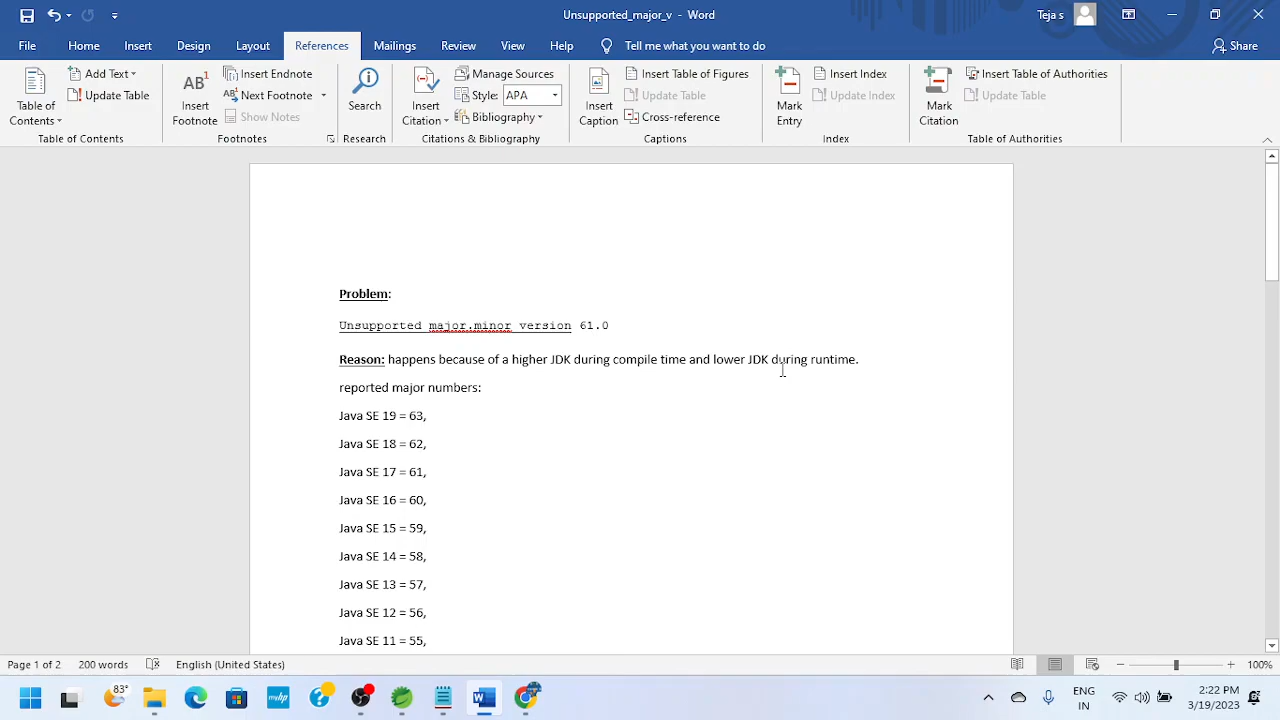 Unsupported_major_v - Word
Teja s
File Home Insert Design Layout References Mailings Review View Help Tell me what you want to do
Share
Table of Contents
Add Text
Update Table
Table of Contents
AB1
Insert Footnote
Insert Endnote
AB1 Next Footnote
Show Notes
Footnotes
Search
Research
Insert Citation
Manage Sources
Style: APA
Bibliography
Citations & Bibliography
Insert Caption
Insert Table of Figures
Update Table
Cross-reference
Captions
Mark Entry
Insert Index
Update Index
Index
Mark Citation
Insert Table of Authorities
Update Table
Table of Authorities
Problem:
Unsupported major.minor version 61.0
Reason: happens because of a higher JDK during compile time and lower JDK during runtime.
reported major numbers:
Java SE 19 = 63,
Java SE 18 = 62,
Java SE 17 = 61,
Java SE 16 = 60,
Java SE 15 = 59,
Java SE 14 = 58,
Java SE 13 = 57,
Java SE 12 = 56,
Java SE 11 = 55,
Page 1 of 2 200 words English (United States) 100%
83°
myhp
?
W
ENG
IN
2:22 PM
3/19/2023